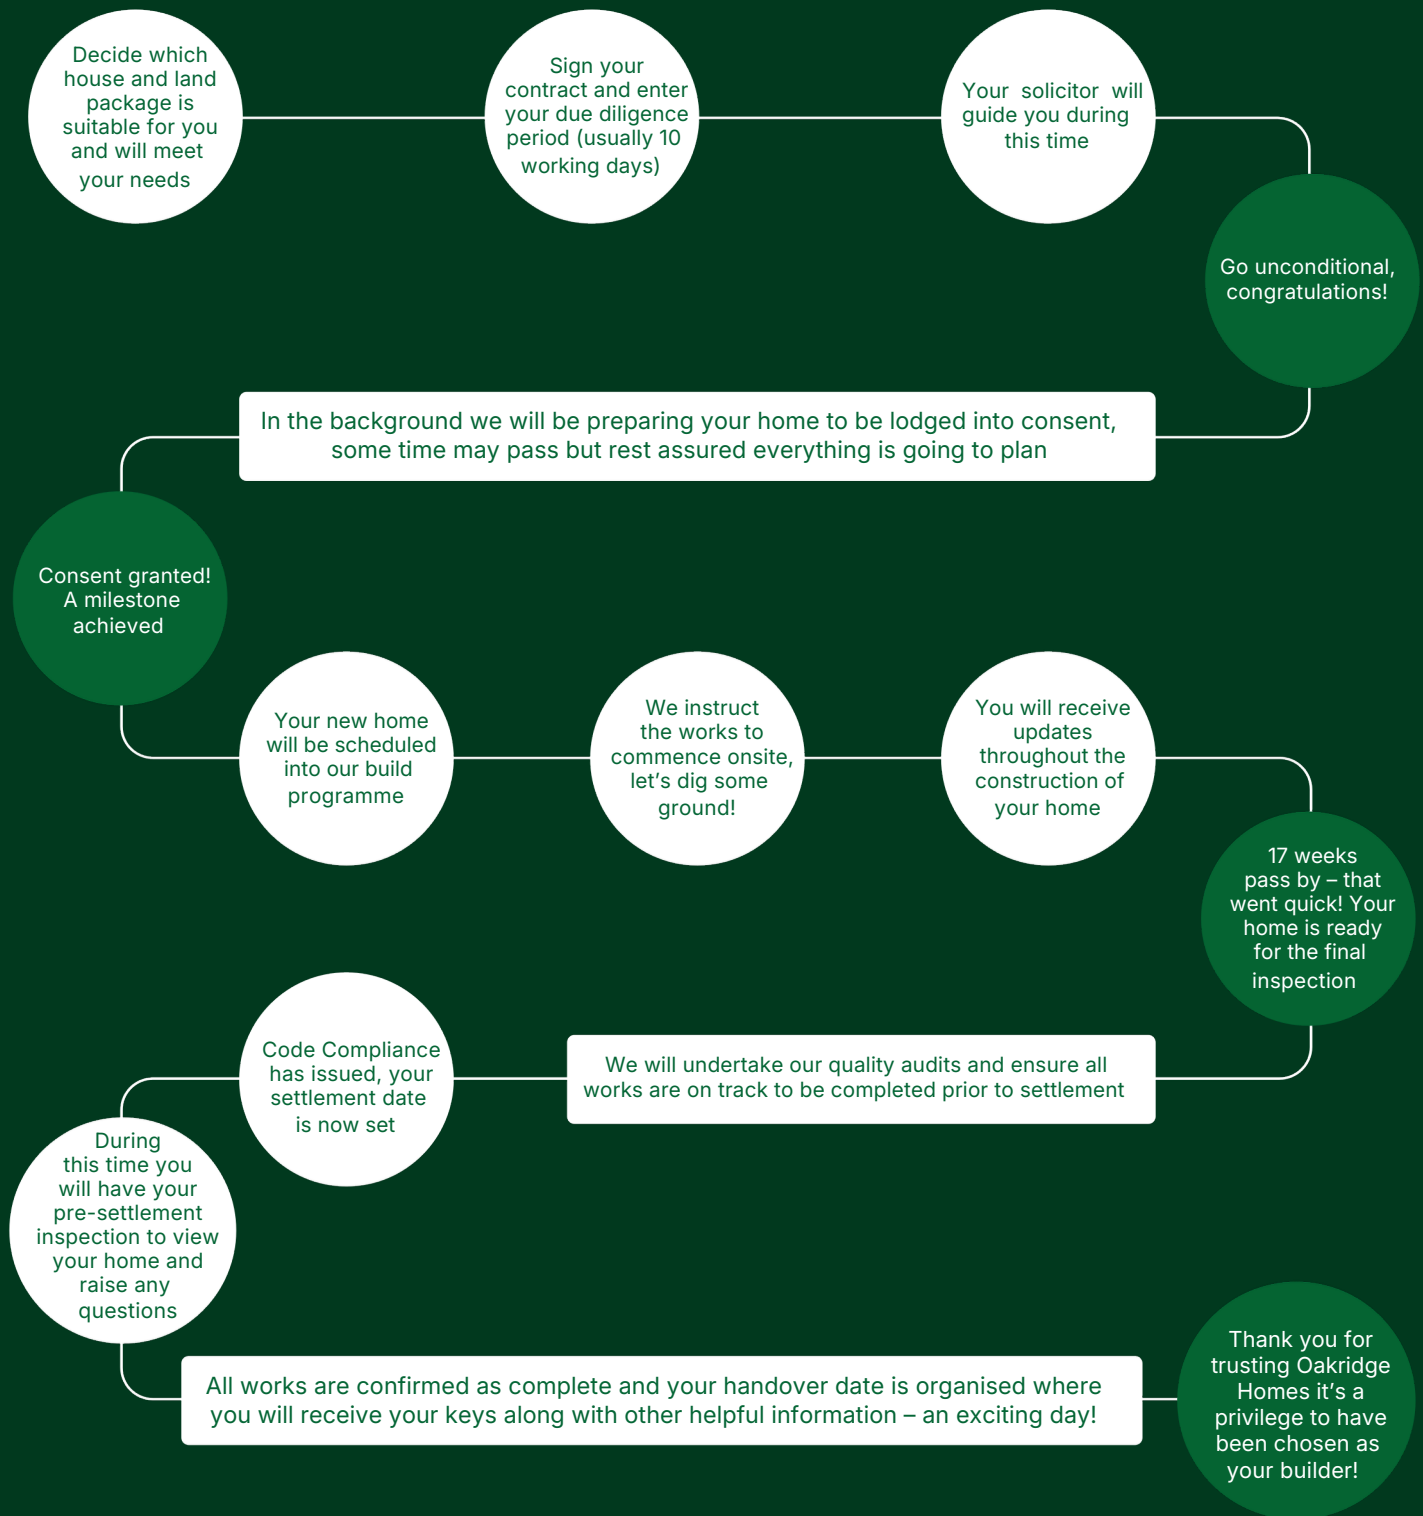 Decide which
house and land
package is
suitable for you
and will meet
your needs
Sign your
contract and enter
your due diligence
period (usually 10
working days)
Your solicitor will
guide you during
this time
Go unconditional,
congratulations!
In the background we will be preparing your home to be lodged into consent,
some time may pass but rest assured everything is going to plan
Consent granted!
A milestone
achieved
Your new home
will be scheduled
into our build
programme
We instruct
the works to
commence onsite,
let’s dig some
ground!
You will receive
updates
throughout the
construction of
your home
17 weeks
pass by – that
went quick! Your
home is ready
for the final
inspection
We will undertake our quality audits and ensure all
works are on track to be completed prior to settlement
Code Compliance
has issued, your
settlement date
is now set
During
this time you
will have your
pre-settlement
inspection to view
your home and
raise any
questions
All works are confirmed as complete and your handover date is organised where
you will receive your keys along with other helpful information – an exciting day!
Thank you for
trusting Oakridge
Homes it’s a
privilege to have
been chosen as
your builder!